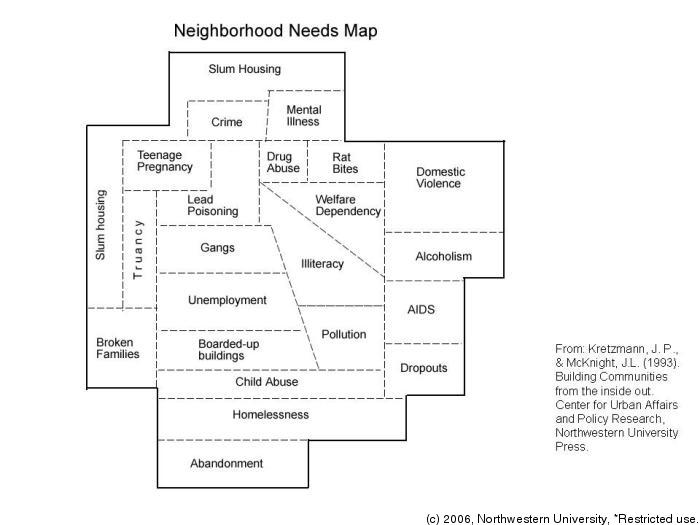 Neighborhood Needs Map
Slum Housing
Mental
Illness
Crime
Teenage
Pregnancy
Drug
Abuse
Rat
Bites
Domestic
Violence
Slum housing
Truancy
Lead
Poisoning
Welfare
Dependency
Gangs
Illiteracy
Alcoholism
Unemployment
AIDS
Broken
Families
Boarded-up
buildings
Pollution
Dropouts
Child Abuse
Homelessness
Abandonment
From: Kretzmann, J. P.,
& McKnight, J.L. (1993).
Building Communities
from the inside out.
Center for Urban Affairs
and Policy Research,
Northwestern University
Press.
(c) 2006, Northwestern University, *Restricted use.